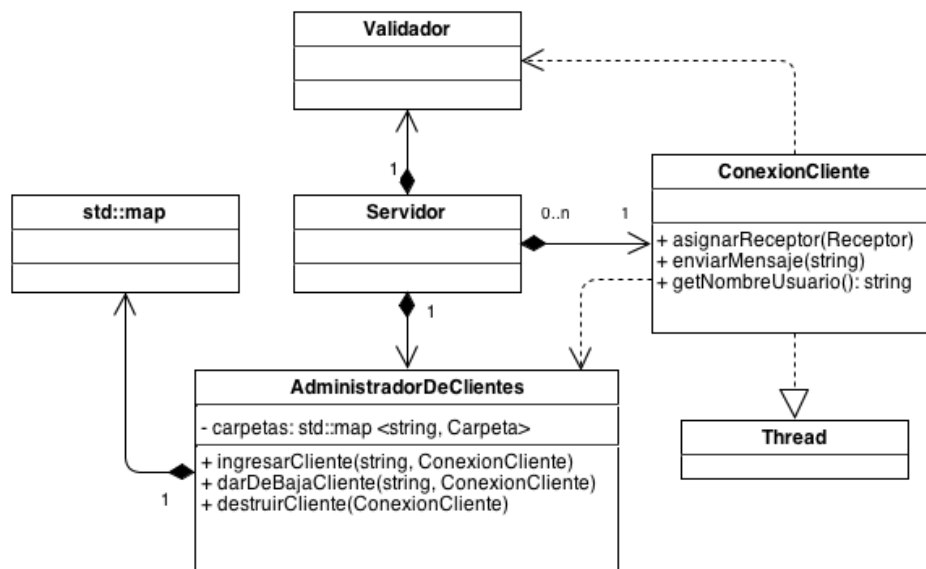 Validador
1
ConexionCliente
+ asignarReceptor(Receptor)
+ enviarMensaje(string)
+ getNombreUsuario(): string
std::map
Servidor
0..n
1
1
AdministradorDeClientes
- carpetas: std::map <string, Carpeta>
+ ingresarCliente(string, ConexionCliente)
+ darDeBajaCliente(string, ConexionCliente)
+ destruirCliente(ConexionCliente)
1
Thread